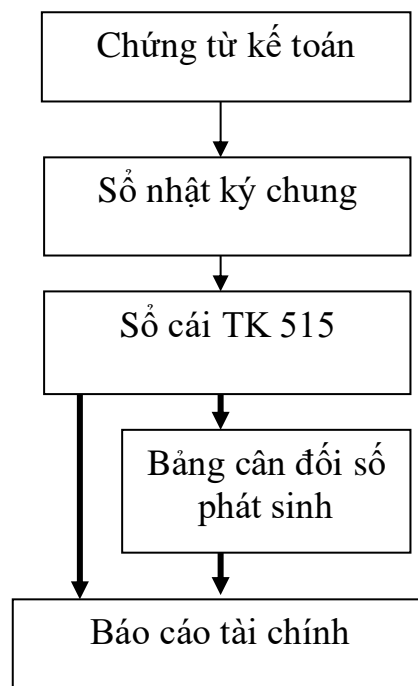 Chứng từ kế toán
Sổ nhật ký chung
Sổ cái TK 515
Bảng cân đối số
phát sinh
Báo cáo tài chính